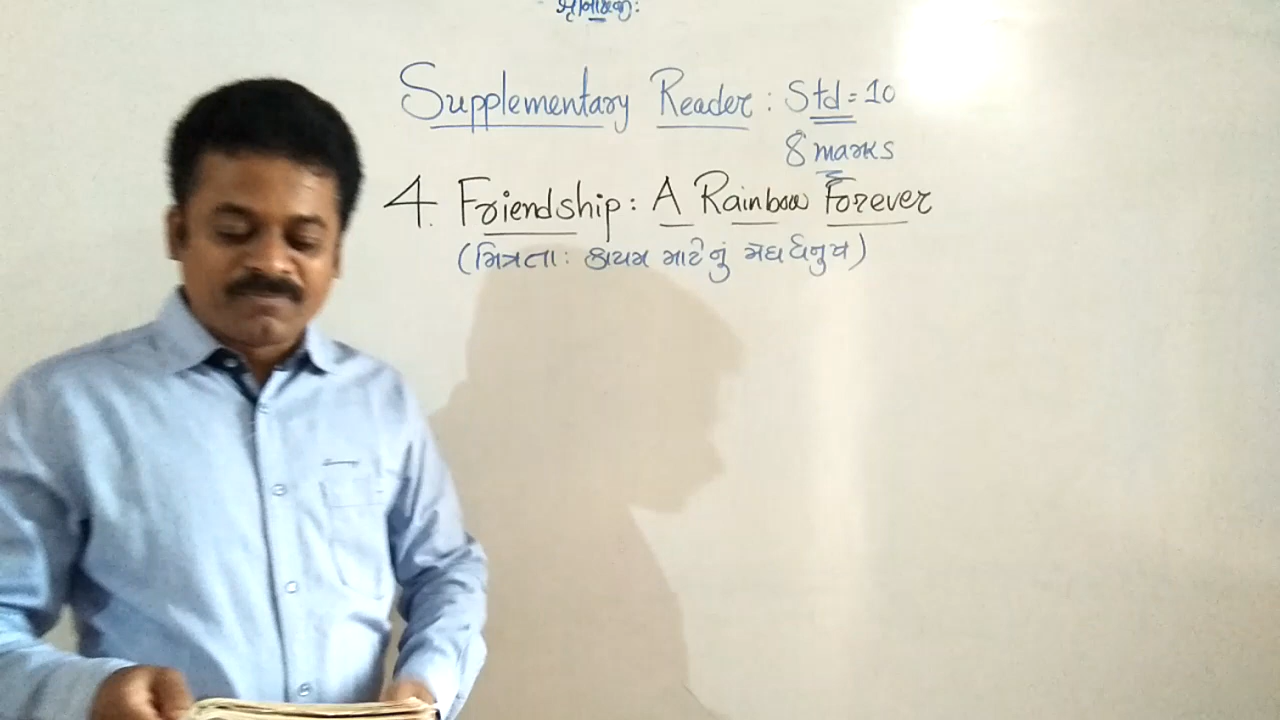 Supplementary Reader : Std = 10
8 marks
4. Friendship : A Rainbow Forever
(મિત્રતા : કાયમ માટેનું મેઘધનુષ)